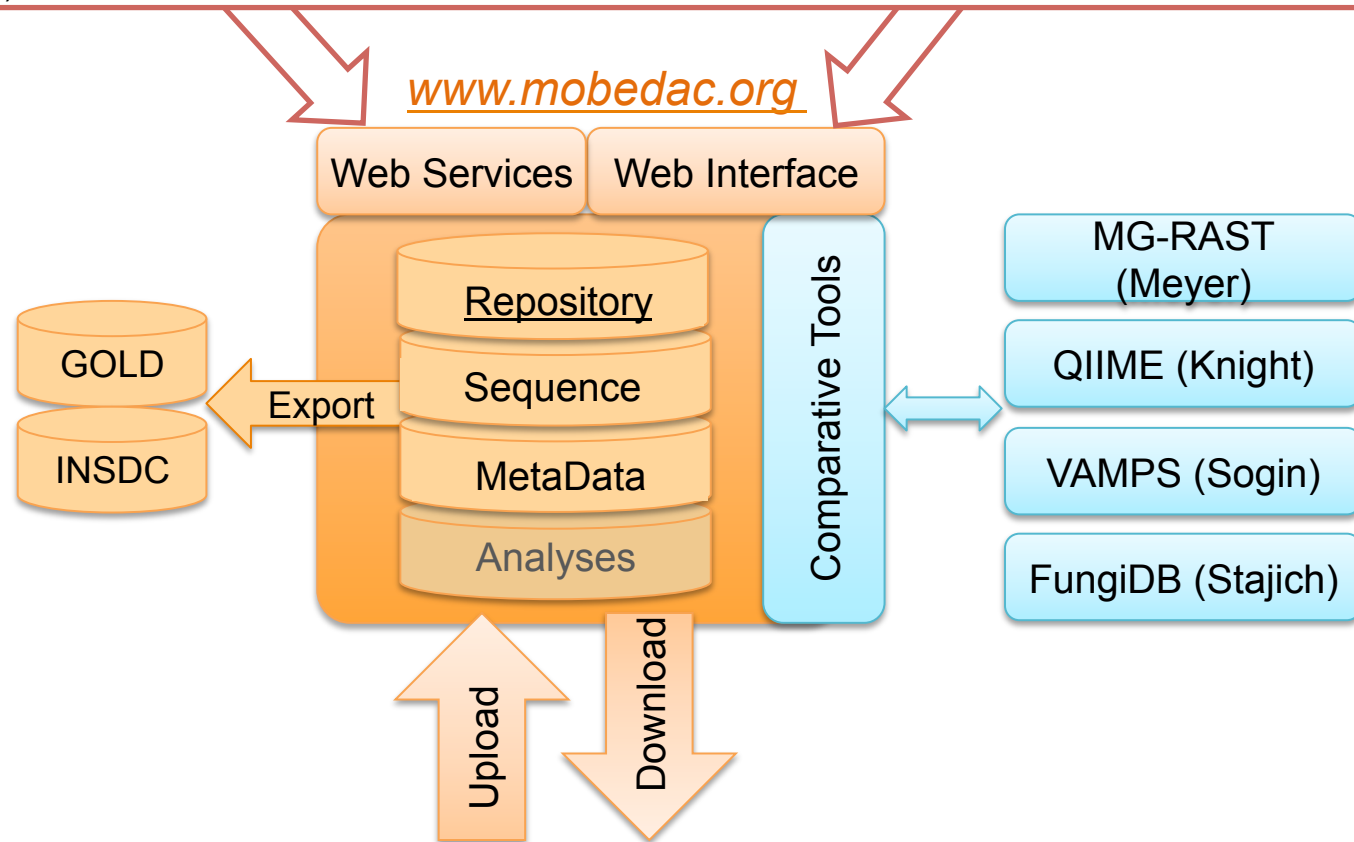 www.mobedac.org
Web Services
Web Interface
Repository
Sequence
MetaData
Analyses
GOLD
INSDC
Export
Comparative Tools
MG-RAST
(Meyer)
QIIME (Knight)
VAMPS (Sogin)
FungiDB (Stajich)
Upload
Download